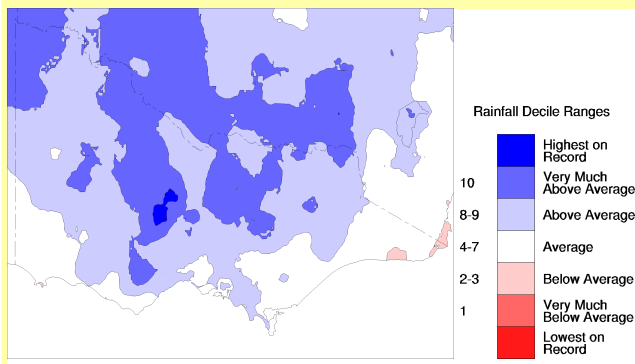 Rainfall Decile Ranges
Highest on
Record
10
Very Much
Above Average
8-9
Above Average
4-7
Average
2-3
Below Average
1
Very Much
Below Average
Lowest on
Record